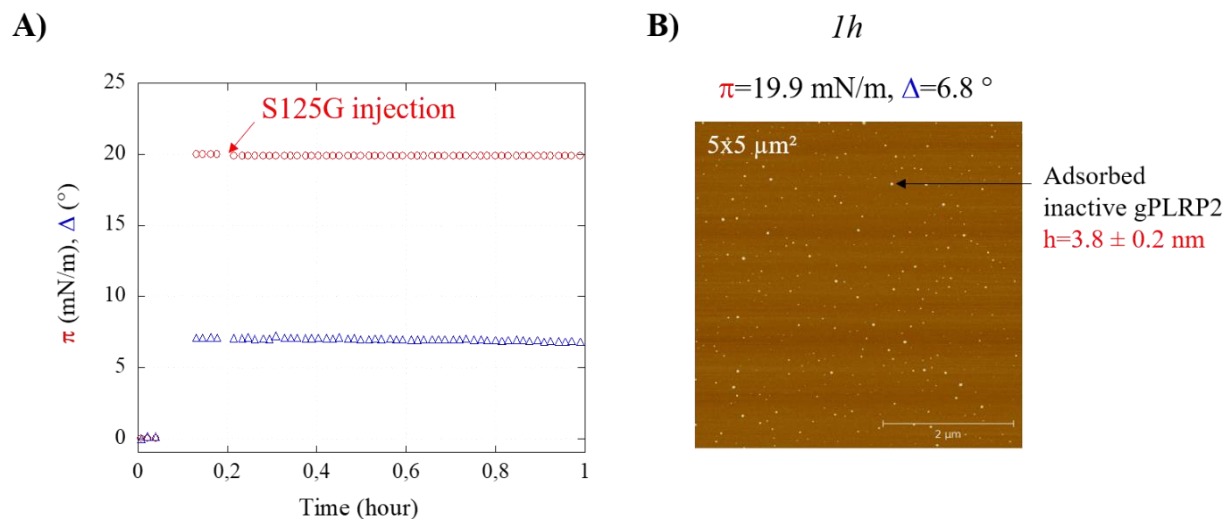 A)
25
20
15
10
5
0
π (mN/m), Δ (°)
S125G injection
0
0,2
0,4
0,6
0,8
1
Time (hour)
B)
1h
π=19.9 mN/m, Δ=6.8 °
5x5 µm²
2 µm
Adsorbed
inactive gPLRP2
h=3.8 ± 0.2 nm